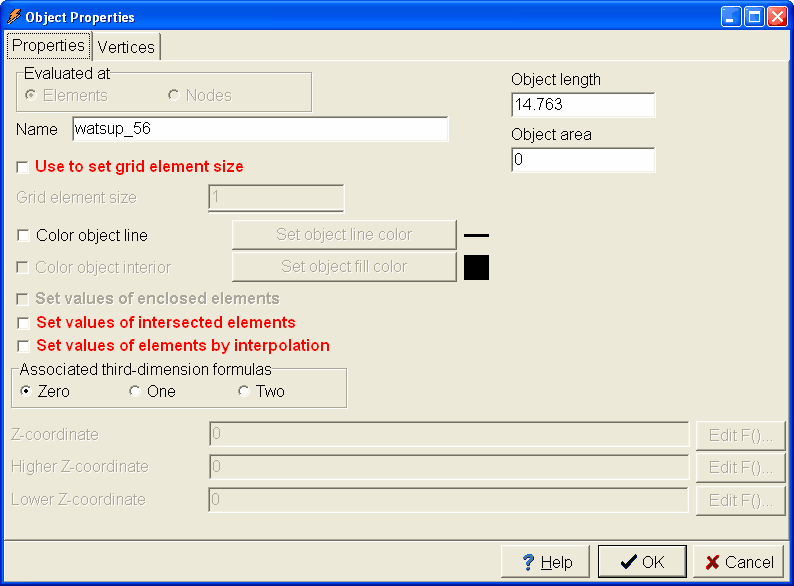 Object Properties
Properties
Vertices
Evaluated at
Elements
Nodes
Object length
14.763
Name
watsup_56
Object area
0
Use to set grid element size
Grid element size
1
Color object line
Set object line color
Color object interior
Set object fill color
Set values of enclosed elements
Set values of intersected elements
Set values of elements by interpolation
Associated third-dimension formulas
Zero
One
Two
Z-coordinate
0
Edit F()...
Higher Z-coordinate
0
Edit F()...
Lower Z-coordinate
0
Edit F()...
? Help
OK
Cancel